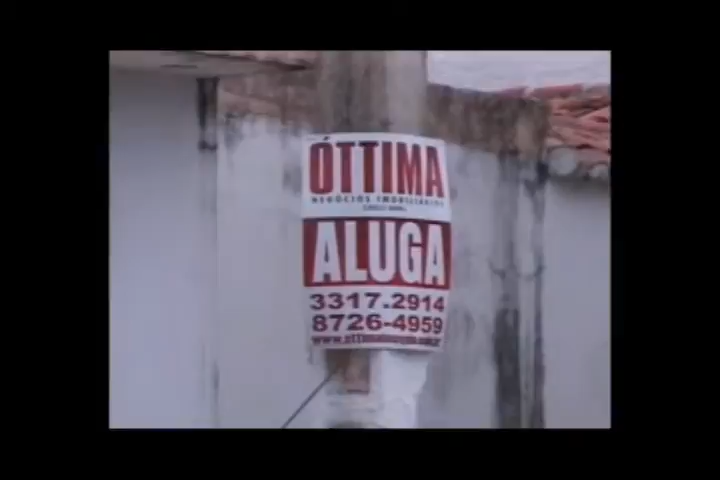 ÓTTIMA
NEGÓCIOS IMOBILIÁRIOS
ALUGA
3317.2914
8726-4959